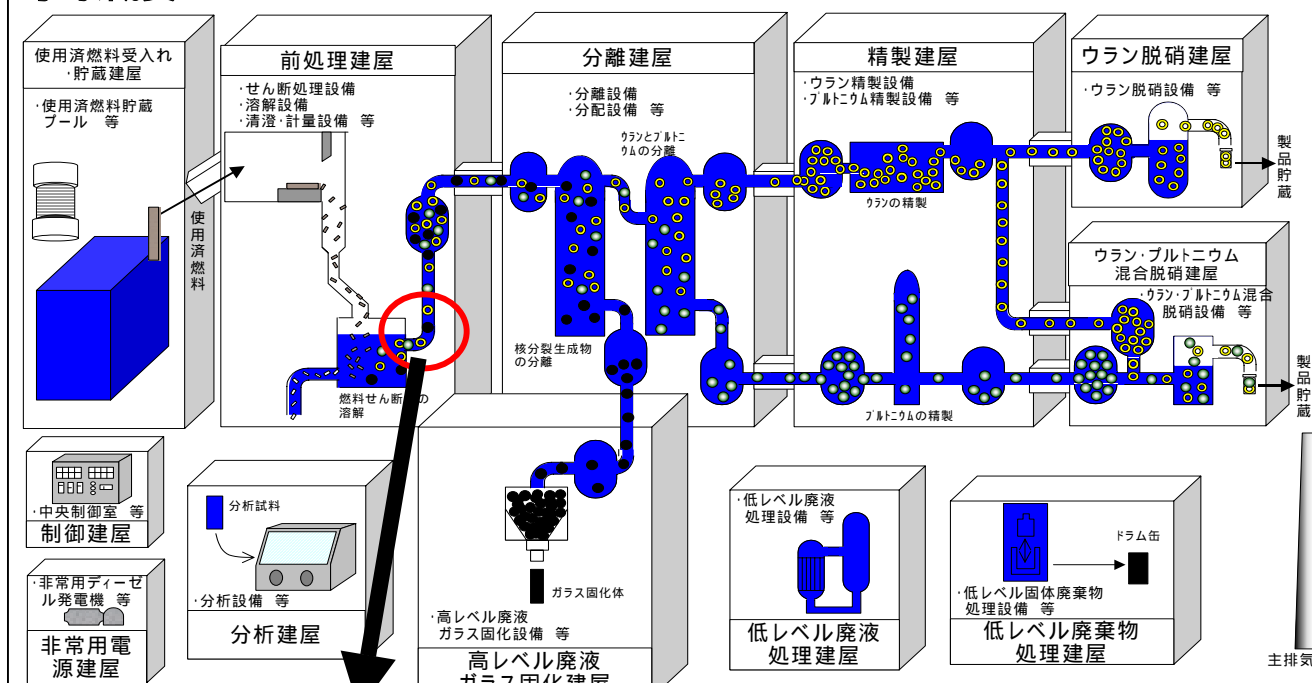 使用済燃料受入れ
・貯蔵建屋
・使用済燃料貯蔵
プール 等
使用済燃料
前処理建屋
・せん断処理設備
・溶解設備
・清澄・計量設備 等
燃料せん断
溶解
分離建屋
・分離設備
・分配設備 等
ウランとプルトニ
ウムの分離
核分裂生成物
の分離
精製建屋
・ウラン精製設備
・プルトニウム精製設備 等
ウランの精製
プルトニウムの精製
ウラン脱硝建屋
・ウラン脱硝設備 等
製品貯蔵
ウラン・プルトニウム
混合脱硝建屋
・ウラン・プルトニウム混合
脱硝設備 等
製品貯蔵
・中央制御室 等
制御建屋
・非常用ディーゼ
ル発電機 等
非常用電
源建屋
分析試料
・分析設備 等
分析建屋
ガラス固化体
・高レベル廃液
ガラス固化設備 等
高レベル廃液
ガラス固化建屋
・低レベル廃液
処理設備 等
低レベル廃液
処理建屋
ドラム缶
・低レベル固体廃棄物
処理設備 等
低レベル廃棄物
処理建屋
主排気